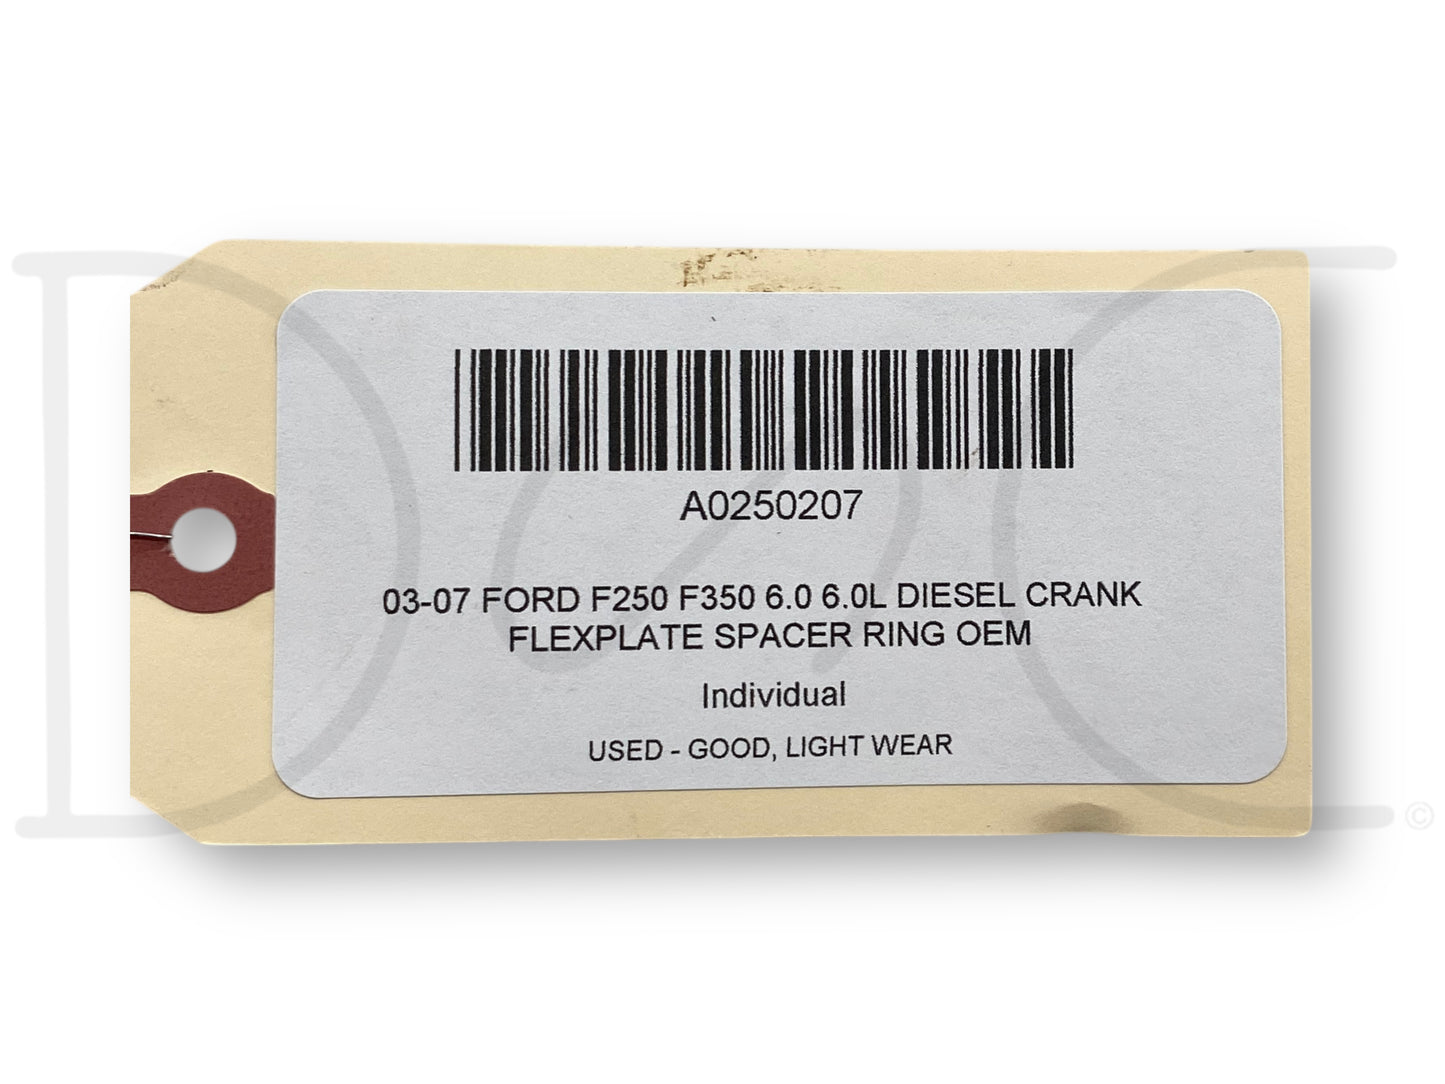 A0250207
03-07 FORD F250 F350 6.0 6.0L DIESEL CRANK
FLEXPLATE SPACER RING OEM
Individual
USED - GOOD, LIGHT WEAR
©